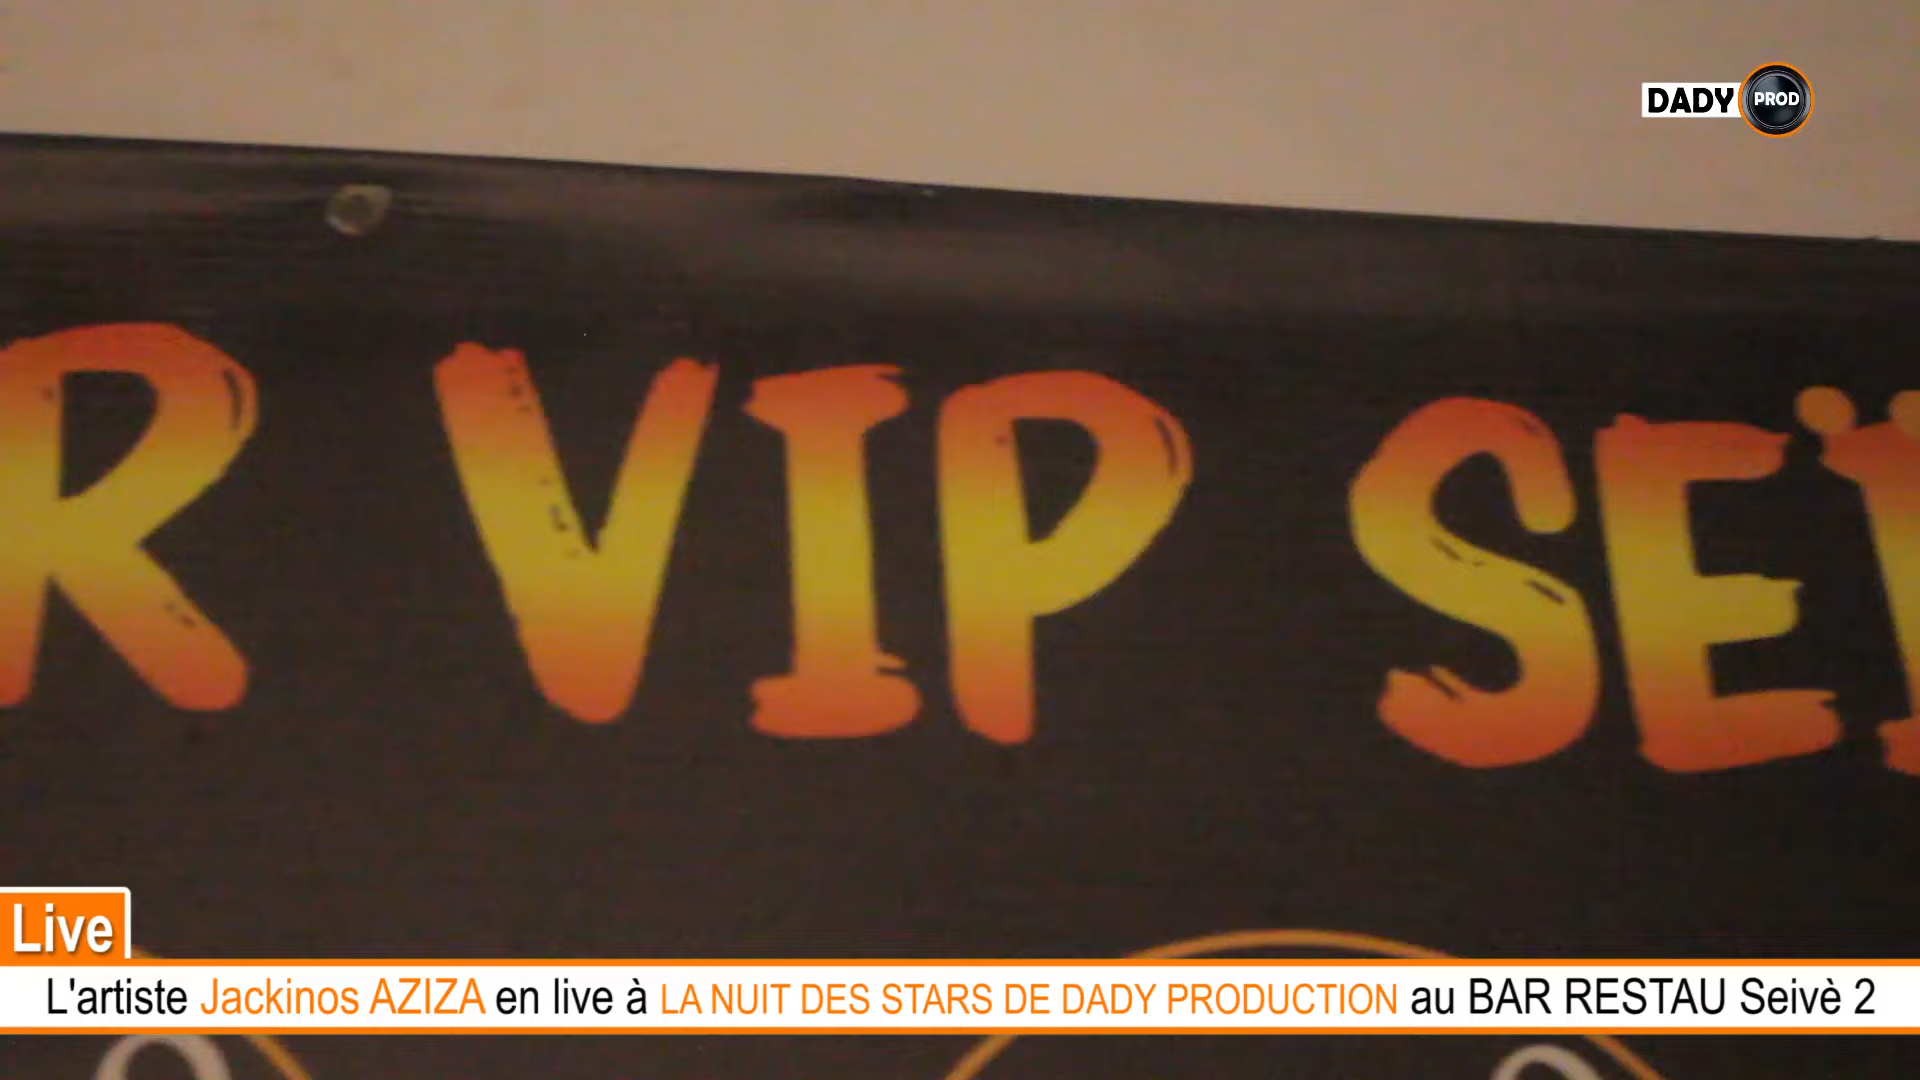 DADY PROD
R VIP SEÏ
Live
L'artiste Jackinos AZIZA en live à LA NUIT DES STARS DE DADY PRODUCTION au BAR RESTAU Seivè 2